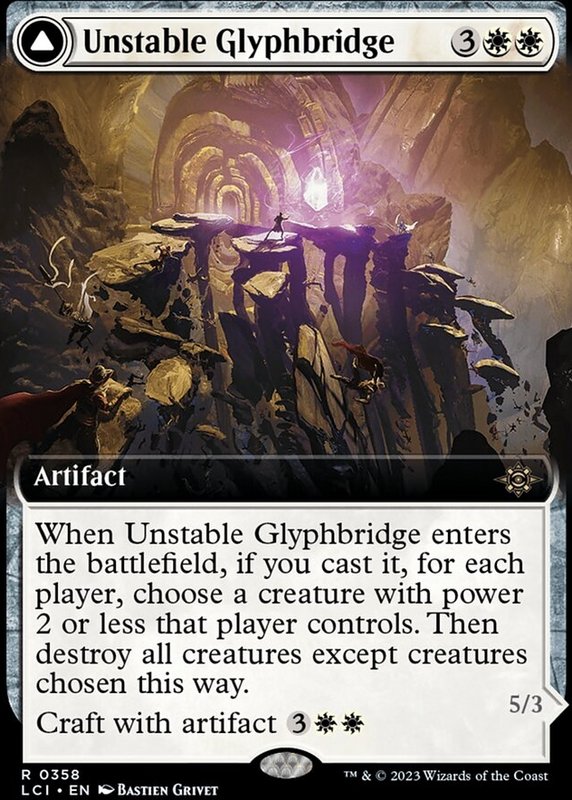 Unstable Glyphbridge 3
Artifact
When Unstable Glyphbridge enters
the battlefield, if you cast it, for each
player, choose a creature with power
2 or less that player controls. Then
destroy all creatures except creatures
chosen this way.
5/3
Craft with artifact 3
R 0358
LCI • EN Bastien Grivet
™ & © 2023 Wizards of the Coast